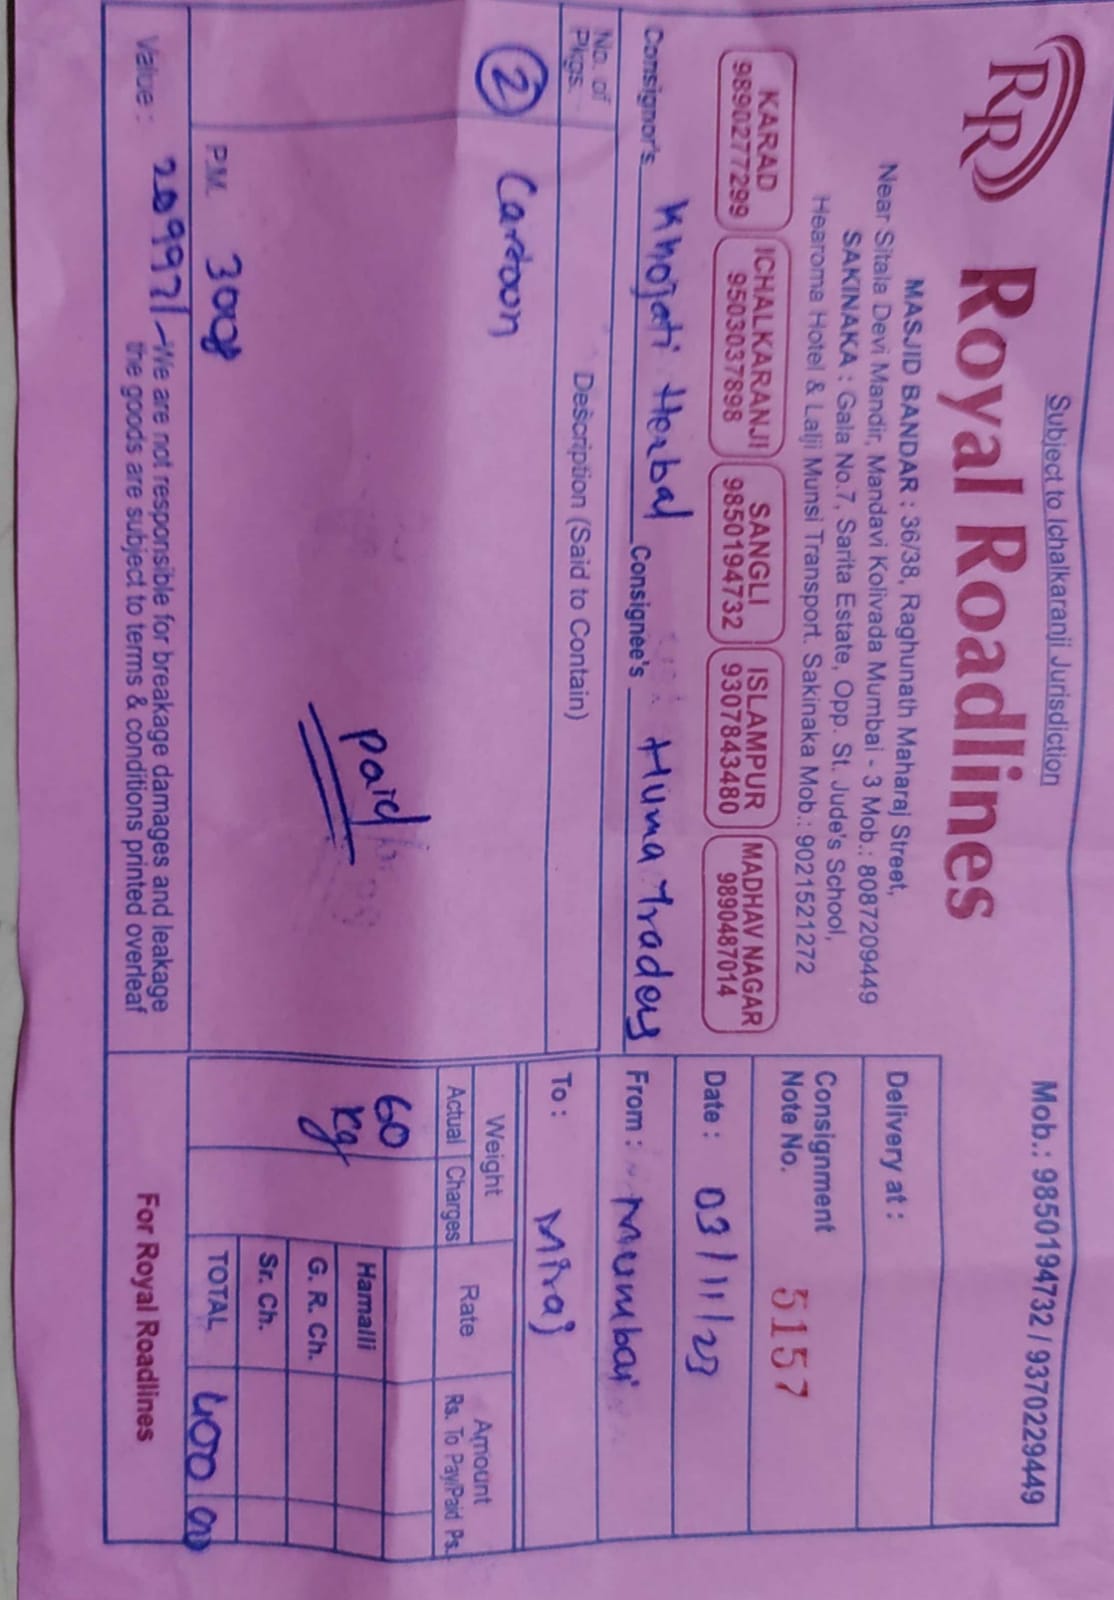 Subject to Ichalkaranji Jurisdiction
Mob.: 9850194732 / 9370229449
RR Royal Roadlines
MASJID BANDAR : 36/38, Raghunath Maharaj Street,
Near Sitala Devi Mandir, Mandavi Kolivada Mumbai - 3 Mob.: 8087209449
SAKINAKA : Gala No.7, Sarita Estate, Opp. St. Jude's School,
Hearoma Hotel & Lalji Munsi Transport. Sakinaka Mob.: 9021521272
KARAD 9890277299
ICHALKARANJI 9503037898
SANGLI 9850194732
ISLAMPUR 9307843480
MADHAV NAGAR 9890487014
Delivery at :
Consignment Note No. 5157
Date : 03/11/23
Consignor's Khojati Herbal Consignee's Huma Traders
From : Mumbai
To : Miraj
No. of Pkgs.
Description (Said to Contain)
Weight
Actual Charges
Rate
Amount
Rs. To Pay/Paid Ps.
2 Cartoon
60 kg
paid
Hamalli
G. R. Ch.
Sr. Ch.
TOTAL 400 00
P.M. 308
Value : 20997/-
We are not responsible for breakage damages and leakage
the goods are subject to terms & conditions printed overleaf
For Royal Roadlines